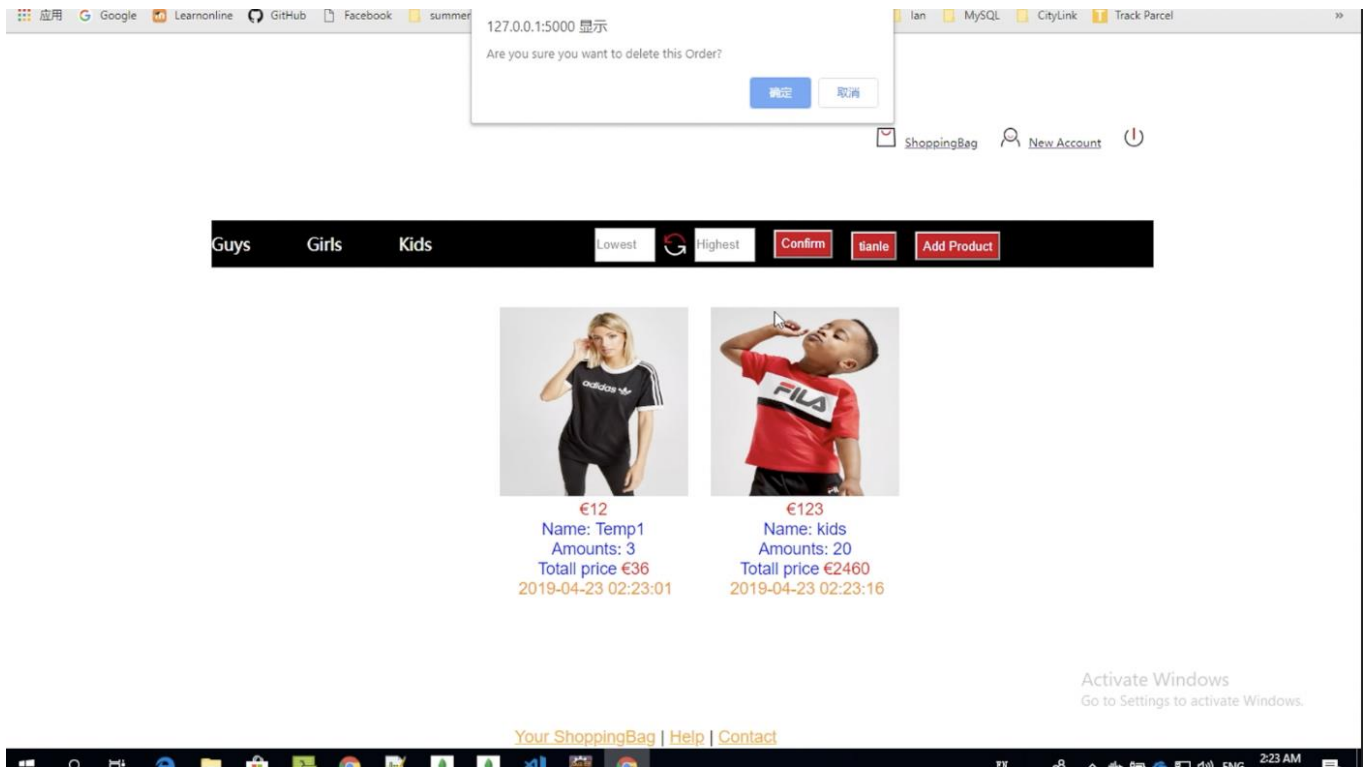 应用 Google Learnonline GitHub Facebook summer lan MySQL CityLink Track Parcel »
127.0.0.1:5000 显示
Are you sure you want to delete this Order?
确定 取消
ShoppingBag New Account
Guys Girls Kids Lowest Highest Confirm tianle Add Product
adidas
FILA
€12 €123
Name: Temp1 Name: kids
Amounts: 3 Amounts: 20
Totall price €36 Totall price €2460
2019-04-23 02:23:01 2019-04-23 02:23:16
Activate Windows
Go to Settings to activate Windows.
Your ShoppingBag | Help | Contact
ENG 2:23 AM